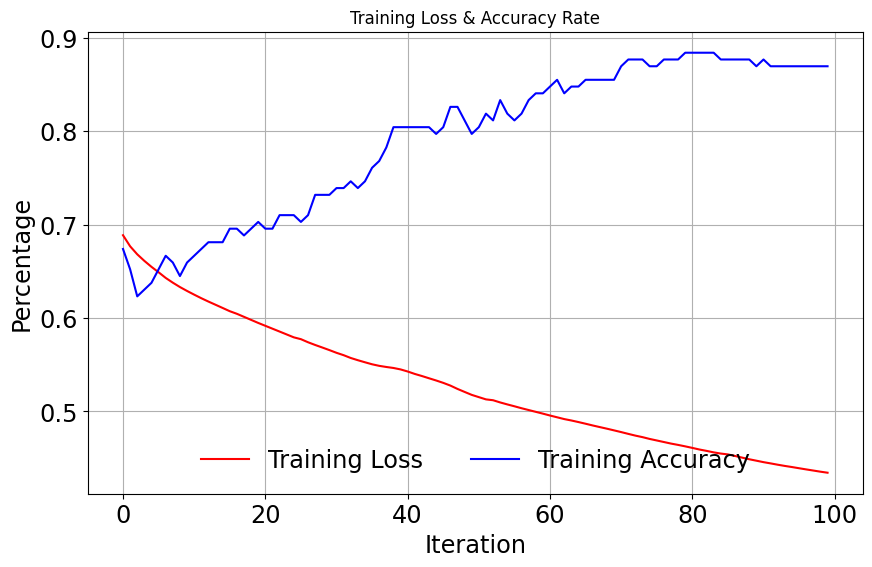 Training Loss & Accuracy Rate
0.9
0.8
0.7
0.6
0.5
Percentage
Training Loss
Training Accuracy
0 20 40 60 80 100
Iteration